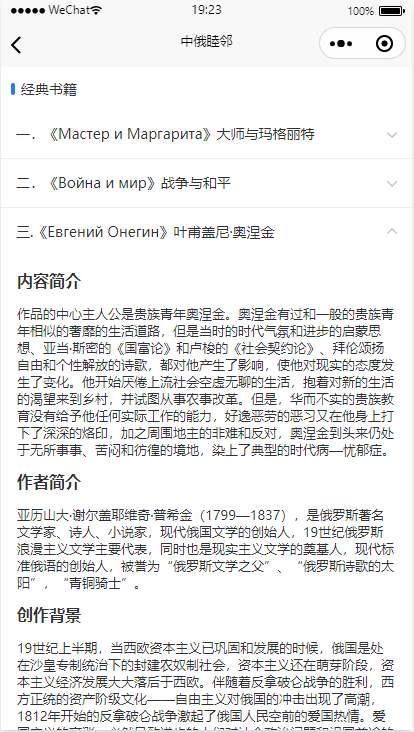 WeChat 19:23 100%
中俄睦邻
经典书籍
一. 《Мастер и Маргарита》大师与玛格丽特
二. 《Война и мир》战争与和平
三.《Евгений Онегин》叶甫盖尼·奥涅金
内容简介
作品的中心主人公是贵族青年奥涅金。奥涅金有过和一般的贵族青
年相似的奢靡的生活道路，但是当时的时代气氛和进步的启蒙思
想、亚当·斯密的《国富论》和卢梭的《社会契约论》、拜伦颂扬
自由和个性解放的诗歌，都对他产生了影响，使他对现实的态度发
生了变化。他开始厌倦上流社会空虚无聊的生活，抱着对新的生活
的渴望来到乡村，并试图从事农事改革。但是，华而不实的贵族教
育没有给予他任何实际工作的能力，好逸恶劳的恶习又在他身上打
下了深深的烙印，加之周围地主的非难和反对，奥涅金到头来仍处
于无所事事、苦闷和彷徨的境地，染上了典型的时代病—忧郁症。
作者简介
亚历山大·谢尔盖耶维奇·普希金（1799—1837），是俄罗斯著名
文学家、诗人、小说家，现代俄国文学的创始人，19世纪俄罗斯
浪漫主义文学主要代表，同时也是现实主义文学的奠基人，现代标
准俄语的创始人，被誉为“俄罗斯文学之父”、“俄罗斯诗歌的太
阳”，“青铜骑士”。
创作背景
19世纪上半期，当西欧资本主义已巩固和发展的时候，俄国是处
在沙皇专制统治下的封建农奴制社会，资本主义还在萌芽阶段，资
本主义经济发展大大落后于西欧。伴随着反拿破仑战争的胜利，西
方正统的资产阶级文化——自由主义对俄国的冲击出现了高潮，
1812年开始的反拿破仑战争激起了俄国人民空前的爱国热情。爱